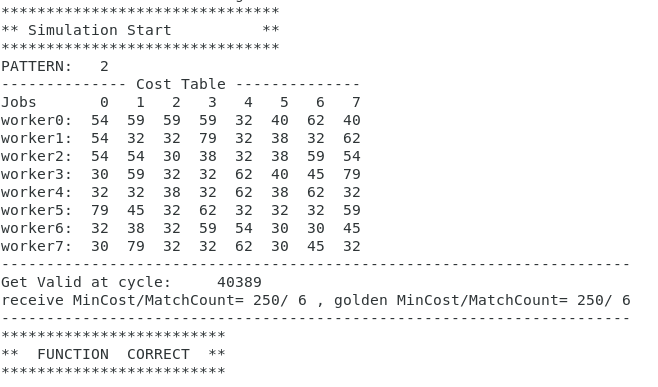 *******************************
** Simulation Start          **
*******************************
PATTERN:   2
-------------- Cost Table --------------
Jobs       0   1   2   3   4   5   6   7
worker0:  54  59  59  59  32  40  62  40
worker1:  54  32  32  79  32  38  32  62
worker2:  54  54  30  38  32  38  59  54
worker3:  30  59  32  32  62  40  45  79
worker4:  32  32  38  32  62  38  62  32
worker5:  79  45  32  62  32  32  32  59
worker6:  32  38  32  59  54  30  30  45
worker7:  30  79  32  32  62  30  45  32
----------------------------------------------------------------------
Get Valid at cycle:     40389
receive MinCost/MatchCount= 250/ 6 , golden MinCost/MatchCount= 250/ 6
----------------------------------------------------------------------
*************************
**  FUNCTION  CORRECT  **
*************************